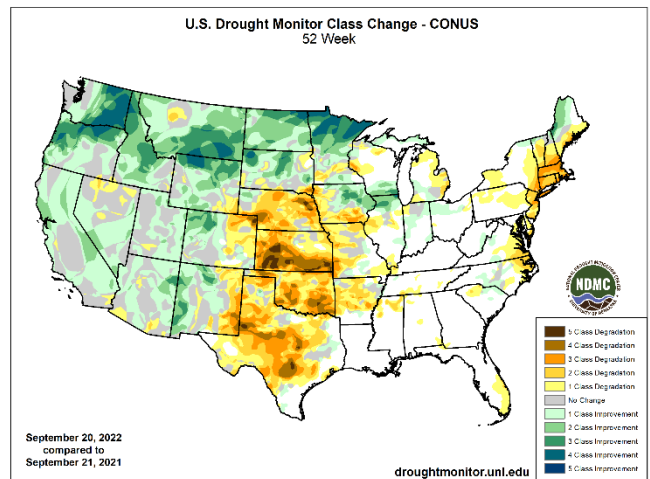 U.S. Drought Monitor Class Change - CONUS
52 Week
NDMC
5 Class Degradation
4 Class Degradation
3 Class Degradation
2 Class Degradation
1 Class Degradation
No Change
1 Class Improvement
2 Class Improvement
3 Class Improvement
4 Class Improvement
5 Class Improvement
September 20, 2022
compared to
September 21, 2021
droughtmonitor.unl.edu